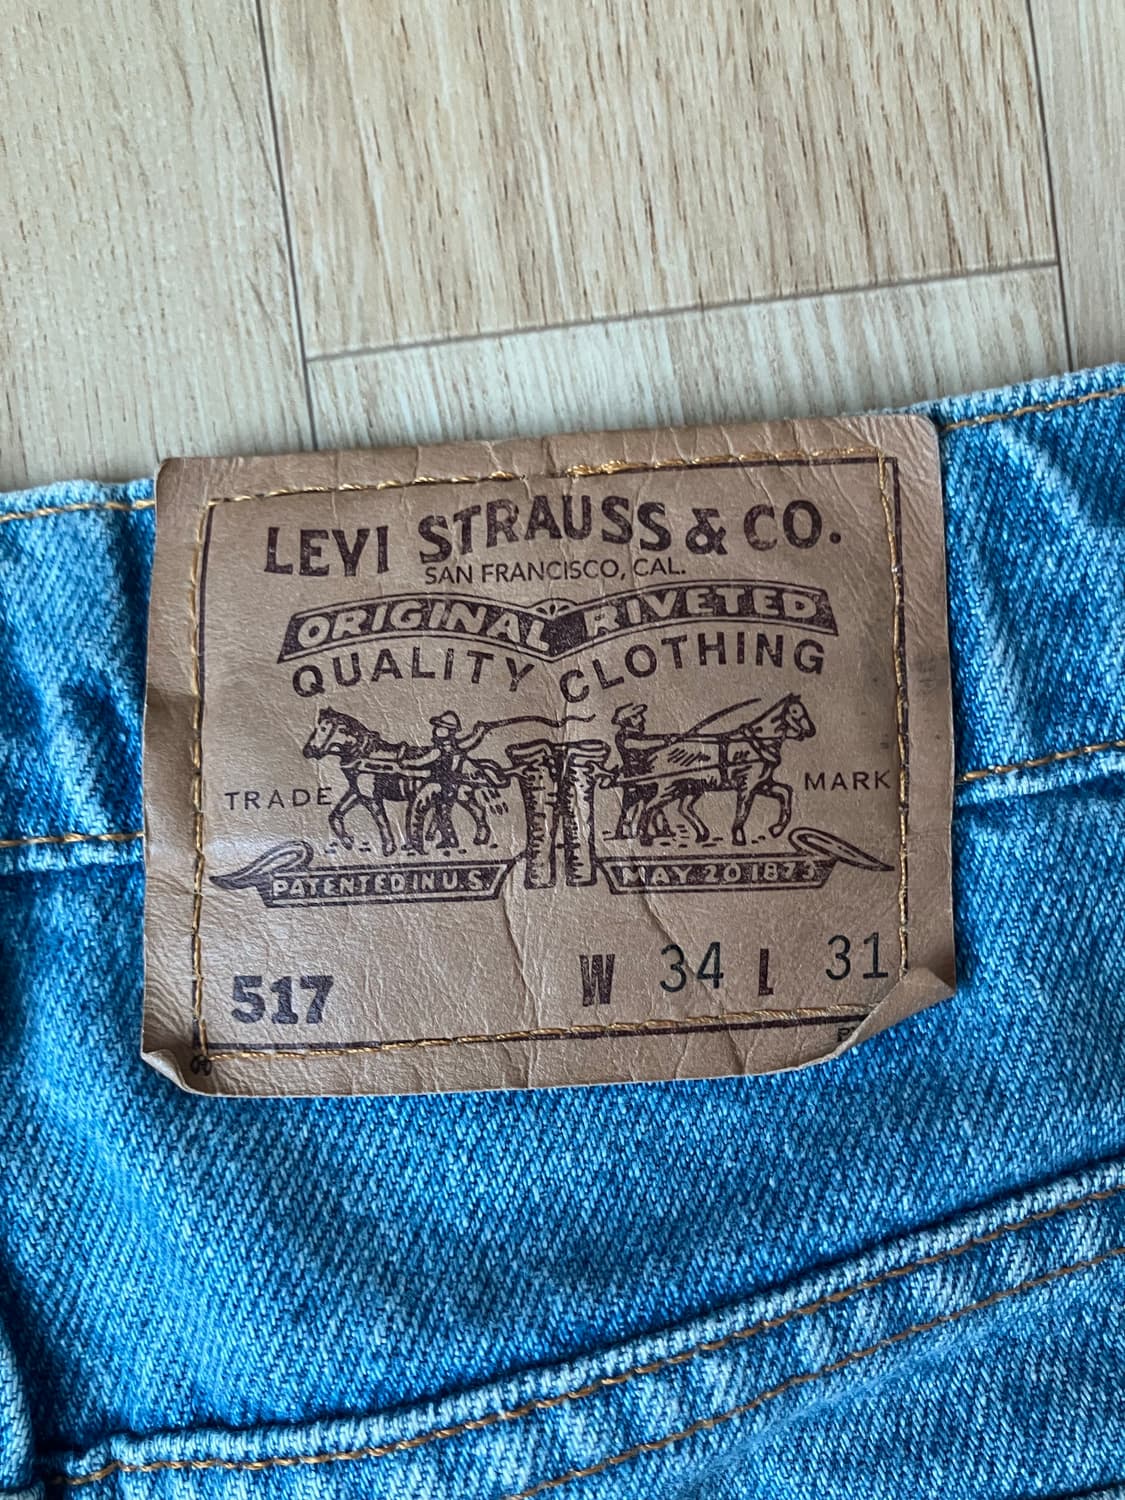 LEVI STRAUSS & CO.
SAN FRANCISCO, CAL.
ORIGINAL RIVETED
QUALITY CLOTHING
TRADE MARK
PATENTED IN U.S. MAY 20 1873
517 W 34 L 31